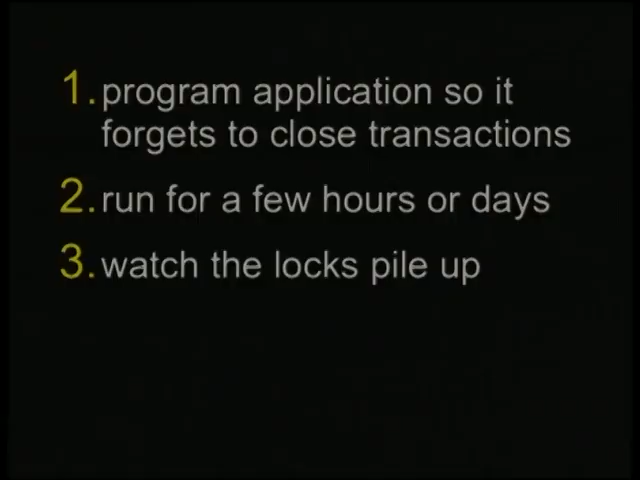 1. program application so it
forgets to close transactions
2. run for a few hours or days
3. watch the locks pile up